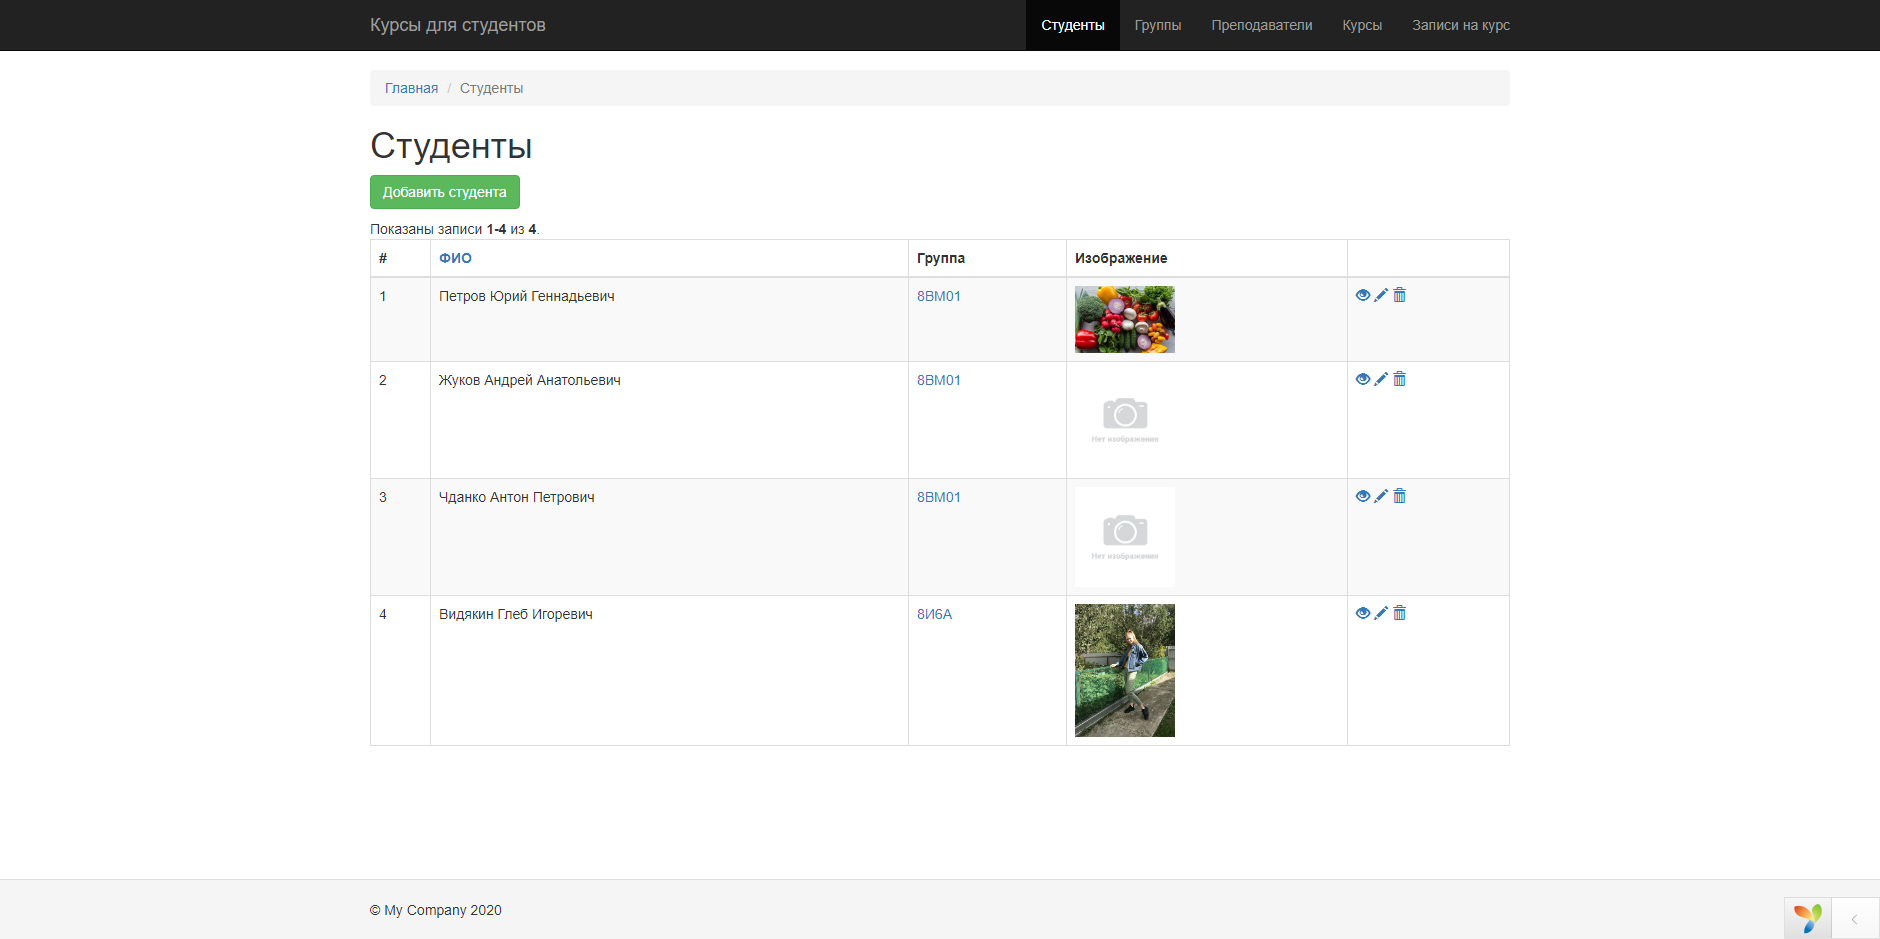 Курсы для студентов
Студенты Группы Преподаватели Курсы Записи на курс
Главная / Студенты
Студенты
Добавить студента
Показаны записи 1-4 из 4.
# ФИО Группа Изображение
1 Петров Юрий Геннадьевич 8ВМ01
2 Жуков Андрей Анатольевич 8ВМ01
Нет изображения
3 Чданко Антон Петрович 8ВМ01
Нет изображения
4 Видякин Глеб Игоревич 8И6А
© My Company 2020